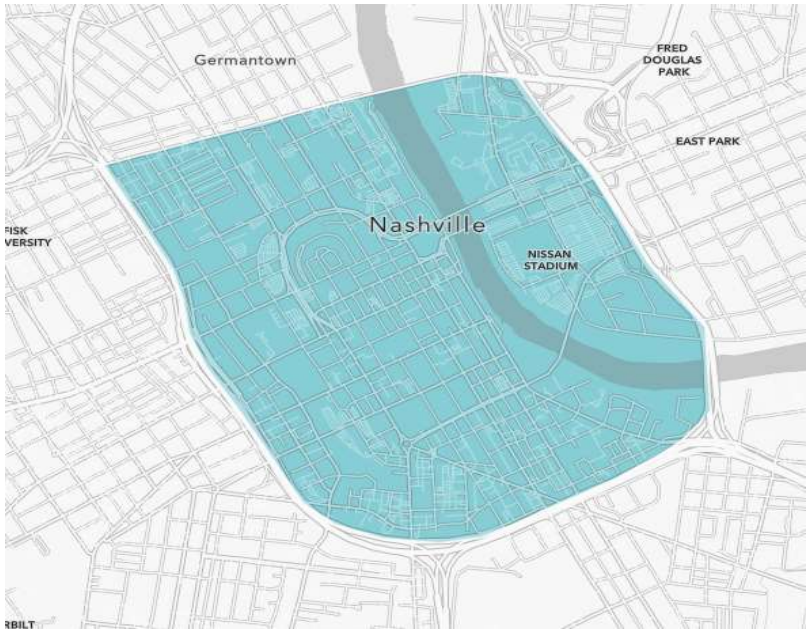 Germantown
FRED
DOUGLAS
PARK
EAST PARK
FISK
VERSITY
Nashville
NISSAN
STADIUM
RBILT